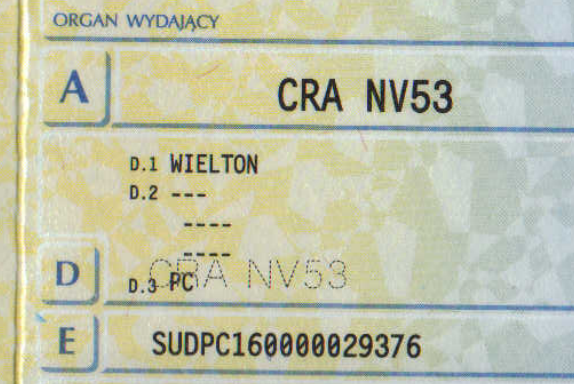 ORGAN WYDAJĄCY
A CRA NV53
D.1 WIELTON
D.2 ---
----
----
D D.3 PC
CRA NV53
E SUDPC160000029376